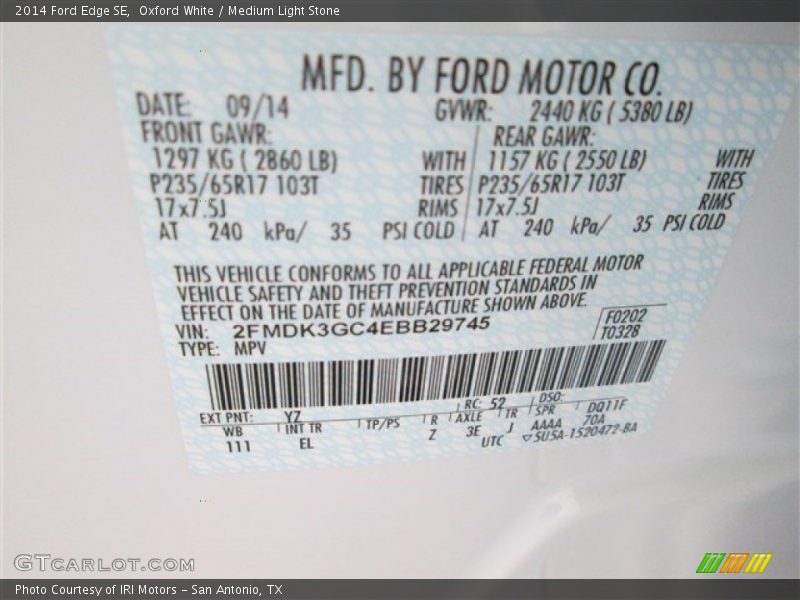 2014 Ford Edge SE, Oxford White / Medium Light Stone
MFD. BY FORD MOTOR CO.
DATE: 09/14 GVWR: 2440 KG ( 5380 LB)
FRONT GAWR: REAR GAWR:
1297 KG ( 2860 LB) WITH 1157 KG ( 2550 LB) WITH
P235/65R17 103T TIRES P235/65R17 103T TIRES
17x7.5J RIMS 17x7.5J RIMS
AT 240 kPa/ 35 PSI COLD AT 240 kPa/ 35 PSI COLD
THIS VEHICLE CONFORMS TO ALL APPLICABLE FEDERAL MOTOR
VEHICLE SAFETY AND THEFT PREVENTION STANDARDS IN
EFFECT ON THE DATE OF MANUFACTURE SHOWN ABOVE.
VIN: 2FMDK3GC4EBB29745 F0202
TYPE: MPV T0328
EXT PNT: YZ RC: 52 DSO:
WB INT TR TP/PS R AXLE TR SPR DQ11F
111 EL Z 3E J AAAA 70A
UTC ▽5U5A-1520472-BA
GTCARLOT.COM
Photo Courtesy of IRI Motors – San Antonio, TX